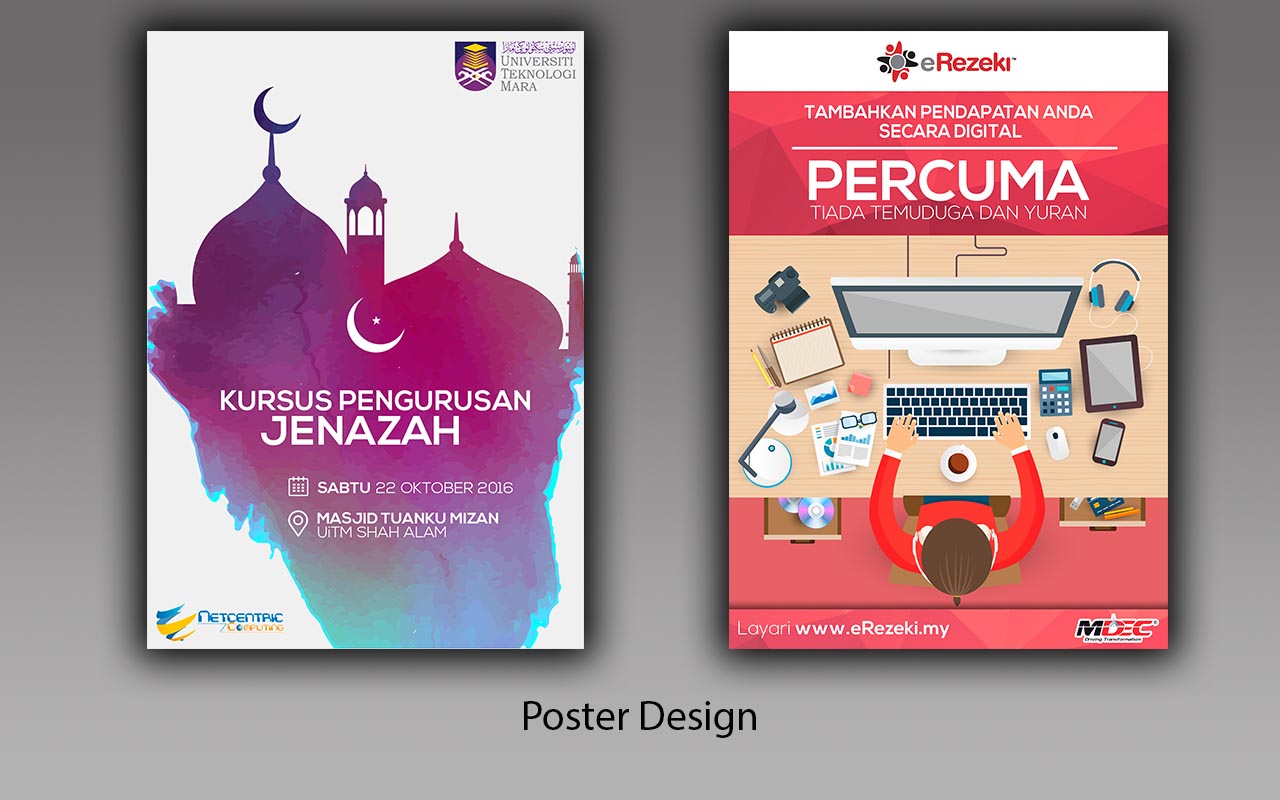 UNIVERSITI
TEKNOLOGI
MARA
KURSUS PENGURUSAN
JENAZAH
SABTU 22 OKTOBER 2016
MASJID TUANKU MIZAN
UiTM SHAH ALAM
NETCENTRIC
COMPUTING
eRezeki™
TAMBAHKAN PENDAPATAN ANDA
SECARA DIGITAL
PERCUMA
TIADA TEMUDUGA DAN YURAN
Layari www.eRezeki.my
MDEC®
Driving Transformation
Poster Design